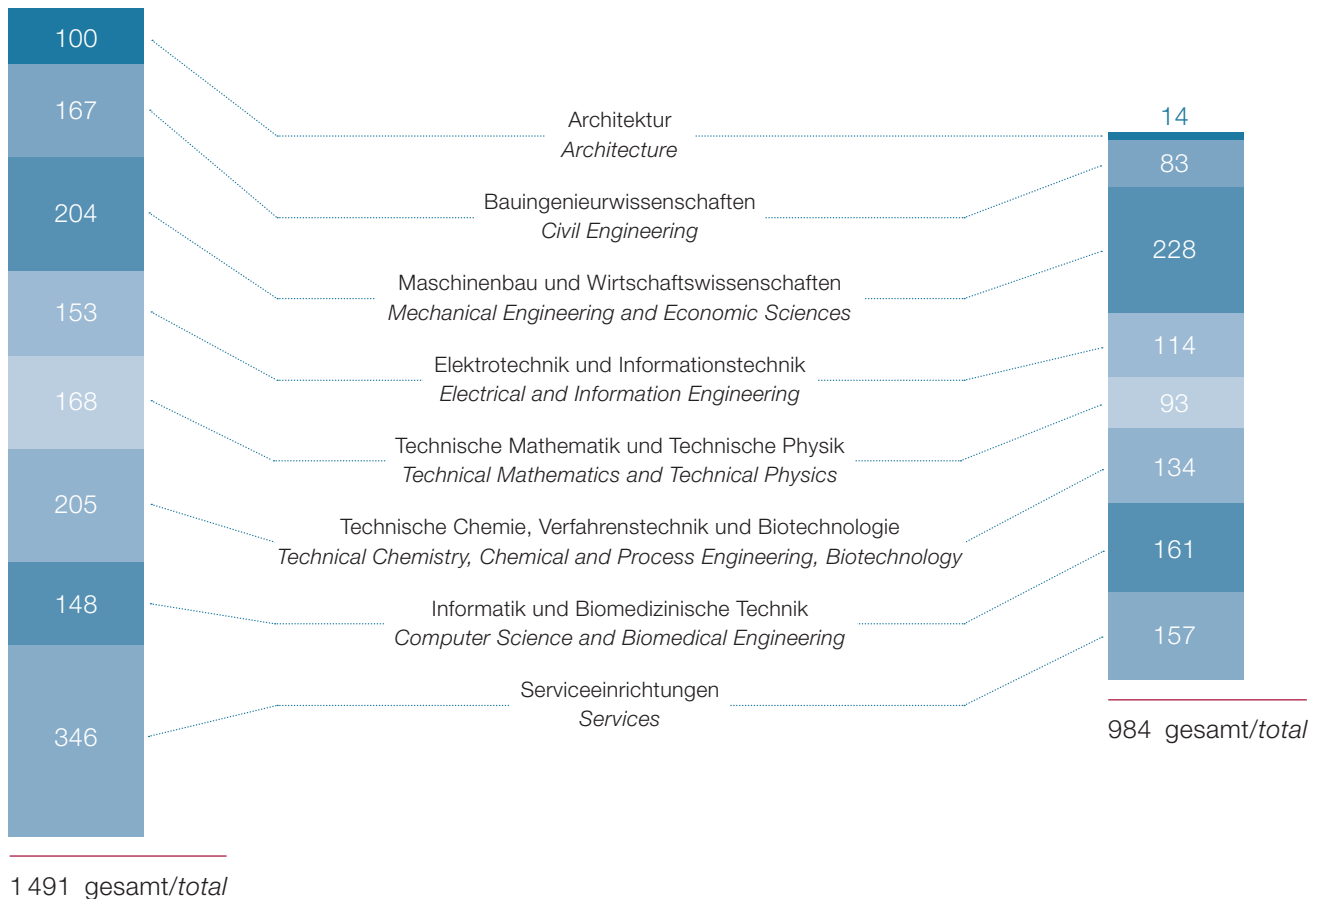 100
167
204
153
168
205
148
346
1 491 gesamt/total
Architektur
Architecture
Bauingenieurwissenschaften
Civil Engineering
Maschinenbau und Wirtschaftswissenschaften
Mechanical Engineering and Economic Sciences
Elektrotechnik und Informationstechnik
Electrical and Information Engineering
Technische Mathematik und Technische Physik
Technical Mathematics and Technical Physics
Technische Chemie, Verfahrenstechnik und Biotechnologie
Technical Chemistry, Chemical and Process Engineering, Biotechnology
Informatik und Biomedizinische Technik
Computer Science and Biomedical Engineering
Serviceeinrichtungen
Services
14
83
228
114
93
134
161
157
984 gesamt/total